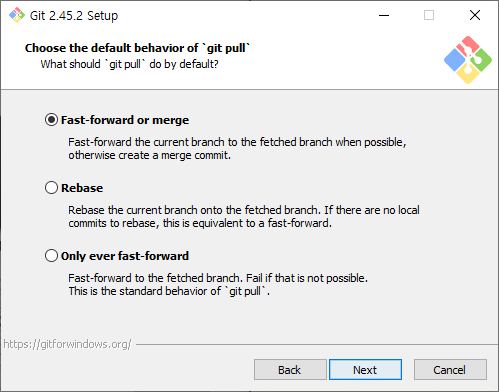 Git 2.45.2 Setup
Choose the default behavior of `git pull`
What should `git pull` do by default?
Fast-forward or merge
Fast-forward the current branch to the fetched branch when possible,
otherwise create a merge commit.
Rebase
Rebase the current branch onto the fetched branch. If there are no local
commits to rebase, this is equivalent to a fast-forward.
Only ever fast-forward
Fast-forward to the fetched branch. Fail if that is not possible.
This is the standard behavior of `git pull`.
https://gitforwindows.org/
Back Next Cancel